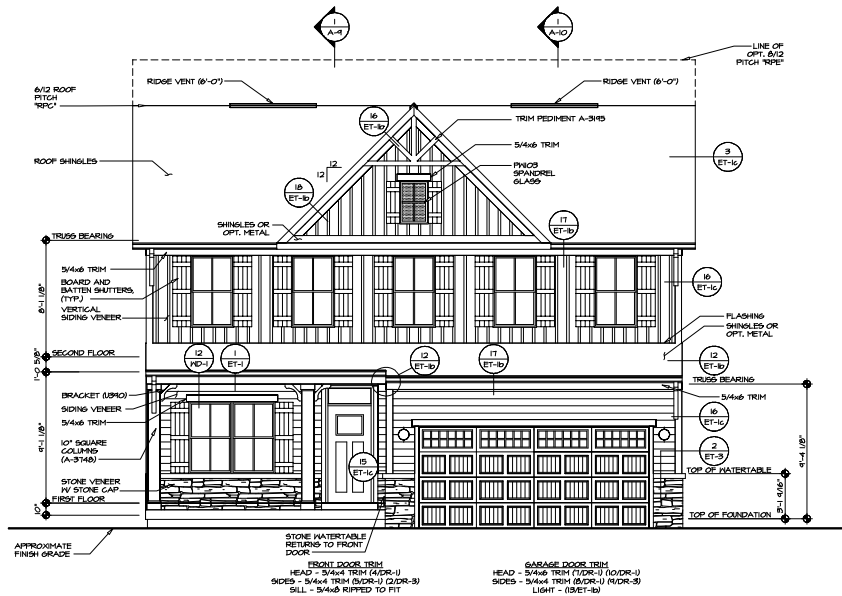 1
A-9
1
A-10
LINE OF
OPT. 8/12
PITCH "RPE"
RIDGE VENT (6'-0")
RIDGE VENT (6'-0")
6/12 ROOF
PITCH
"RPC"
16
ET-1b
TRIM PEDIMENT A-3193
5/4x6 TRIM
3
ET-1c
ROOF SHINGLES
12
12
PW103
SPANDREL
GLASS
18
ET-1b
SHINGLES OR
OPT. METAL
17
ET-1b
TRUSS BEARING
5/4x6 TRIM
BOARD AND
BATTEN SHUTTERS,
(TYP.)
VERTICAL
SIDING VENEER
16
ET-1c
8'-1 1/8"
FLASHING
SHINGLES OR
OPT. METAL
SECOND FLOOR
12
WD-1
1
ET-1
12
ET-1b
17
ET-1b
12
ET-1b
1'-0 5/8"
TRUSS BEARING
BRACKET (U390)
SIDING VENEER
5/4x6 TRIM
5/4x6 TRIM
16
ET-1c
10" SQUARE
COLUMNS
(A-3748)
9'-1 1/8"
2
ET-3
9'-4 1/8"
15
ET-1c
TOP OF WATERTABLE
STONE VENEER
W/ STONE CAP
FIRST FLOOR
3'-1 9/16"
10"
TOP OF FOUNDATION
APPROXIMATE
FINISH GRADE
STONE WATERTABLE
RETURNS TO FRONT
DOOR
FRONT DOOR TRIM
HEAD - 5/4x4 TRIM (4/DR-1)
SIDES - 5/4x4 TRIM (5/DR-1) (2/DR-3)
SILL - 5/4x8 RIPPED TO FIT
GARAGE DOOR TRIM
HEAD - 5/4x6 TRIM (7/DR-1) (10/DR-1)
SIDES - 5/4x4 TRIM (8/DR-1) (9/DR-3)
LIGHT - (13/ET-1b)